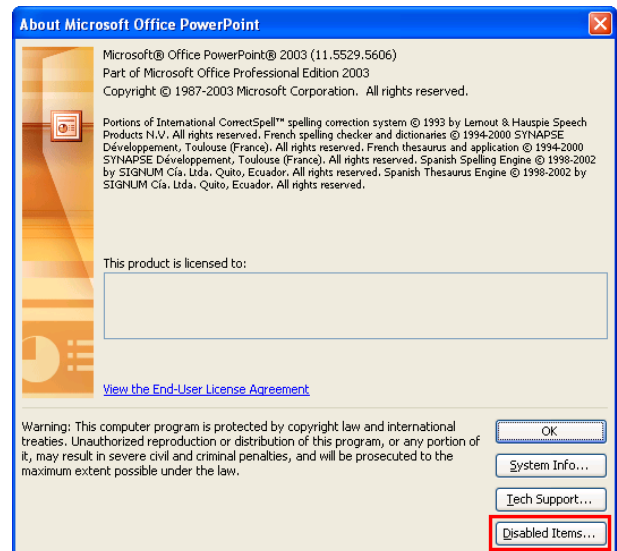 About Microsoft Office PowerPoint
Microsoft® Office PowerPoint® 2003 (11.5529.5606)
Part of Microsoft Office Professional Edition 2003
Copyright © 1987-2003 Microsoft Corporation.  All rights reserved.
Portions of International CorrectSpell™ spelling correction system © 1993 by Lernout & Hauspie Speech
Products N.V. All rights reserved. French spelling checker and dictionaries © 1994-2000 SYNAPSE
Développement, Toulouse (France). All rights reserved. French thesaurus and application © 1994-2000
SYNAPSE Développement, Toulouse (France). All rights reserved. Spanish Spelling Engine © 1998-2002
by SIGNUM Cía. Ltda. Quito, Ecuador. All rights reserved. Spanish Thesaurus Engine © 1998-2002 by
SIGNUM Cía. Ltda. Quito, Ecuador. All rights reserved.
This product is licensed to:
View the End-User License Agreement
Warning: This computer program is protected by copyright law and international
treaties. Unauthorized reproduction or distribution of this program, or any portion of
it, may result in severe civil and criminal penalties, and will be prosecuted to the
maximum extent possible under the law.
OK
System Info...
Tech Support...
Disabled Items...